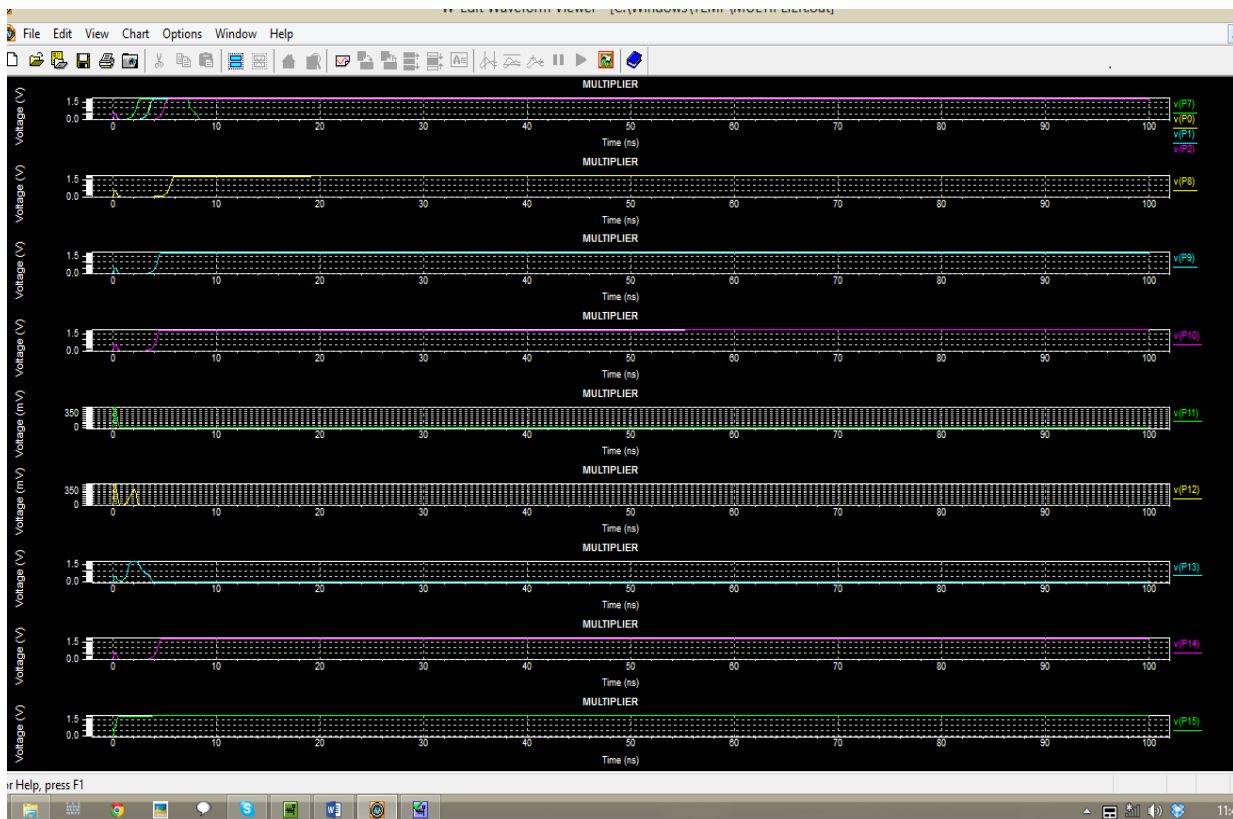 W-Edit Waveform Viewer - [C:\Windows\TEMP\MULTIPLIER.out]
File Edit View Chart Options Window Help
MULTIPLIER
Voltage (V)
1.5
0.0
0 10 20 30 40 50 60 70 80 90 100
Time (ns)
v(P7)
v(P0)
v(P1)
v(P2)
MULTIPLIER
Voltage (V)
1.5
0.0
0 10 20 30 40 50 60 70 80 90 100
Time (ns)
v(P8)
MULTIPLIER
Voltage (V)
1.5
0.0
0 10 20 30 40 50 60 70 80 90 100
Time (ns)
v(P9)
MULTIPLIER
Voltage (V)
1.5
0.0
0 10 20 30 40 50 60 70 80 90 100
Time (ns)
v(P10)
MULTIPLIER
Voltage (mV)
350
0
0 10 20 30 40 50 60 70 80 90 100
Time (ns)
v(P11)
MULTIPLIER
Voltage (mV)
350
0
0 10 20 30 40 50 60 70 80 90 100
Time (ns)
v(P12)
MULTIPLIER
Voltage (V)
1.5
0.0
0 10 20 30 40 50 60 70 80 90 100
Time (ns)
v(P13)
MULTIPLIER
Voltage (V)
1.5
0.0
0 10 20 30 40 50 60 70 80 90 100
Time (ns)
v(P14)
MULTIPLIER
Voltage (V)
1.5
0.0
0 10 20 30 40 50 60 70 80 90 100
Time (ns)
v(P15)
or Help, press F1
11: